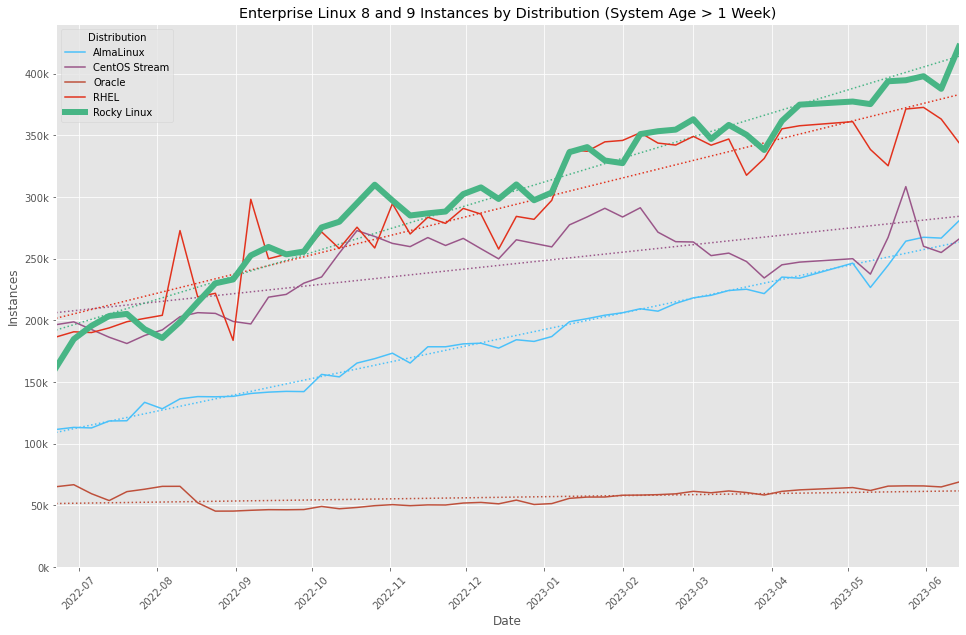 Enterprise Linux 8 and 9 Instances by Distribution (System Age > 1 Week)
Distribution
AlmaLinux
CentOS Stream
Oracle
RHEL
Rocky Linux
400k
350k
300k
250k
200k
150k
100k
50k
0k
Instances
2022-07
2022-08
2022-09
2022-10
2022-11
2022-12
2023-01
2023-02
2023-03
2023-04
2023-05
2023-06
Date